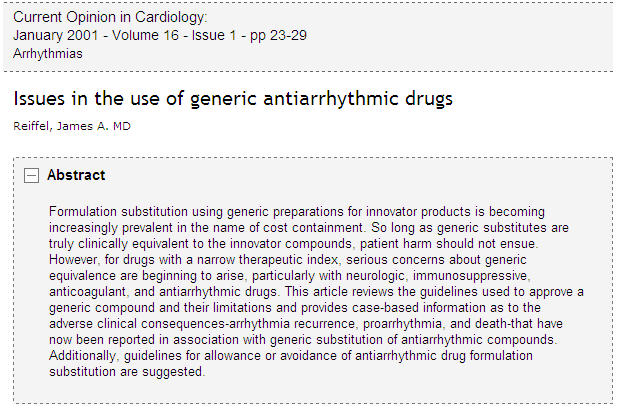 Current Opinion in Cardiology:
January 2001 - Volume 16 - Issue 1 - pp 23-29
Arrhythmias
Issues in the use of generic antiarrhythmic drugs
Reiffel, James A. MD
Abstract
Formulation substitution using generic preparations for innovator products is becoming
increasingly prevalent in the name of cost containment. So long as generic substitutes are
truly clinically equivalent to the innovator compounds, patient harm should not ensue.
However, for drugs with a narrow therapeutic index, serious concerns about generic
equivalence are beginning to arise, particularly with neurologic, immunosuppressive,
anticoagulant, and antiarrhythmic drugs. This article reviews the guidelines used to approve a
generic compound and their limitations and provides case-based information as to the
adverse clinical consequences-arrhythmia recurrence, proarrhythmia, and death-that have
now been reported in association with generic substitution of antiarrhythmic compounds.
Additionally, guidelines for allowance or avoidance of antiarrhythmic drug formulation
substitution are suggested.